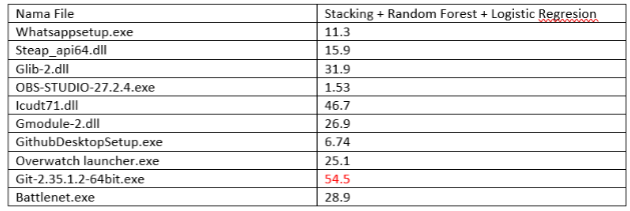 Nama File Stacking + Random Forest + Logistic Regresion
Whatsappsetup.exe 11.3
Steap_api64.dll 15.9
Glib-2.dll 31.9
OBS-STUDIO-27.2.4.exe 1.53
Icudt71.dll 46.7
Gmodule-2.dll 26.9
GithubDesktopSetup.exe 6.74
Overwatch launcher.exe 25.1
Git-2.35.1.2-64bit.exe 54.5
Battlenet.exe 28.9